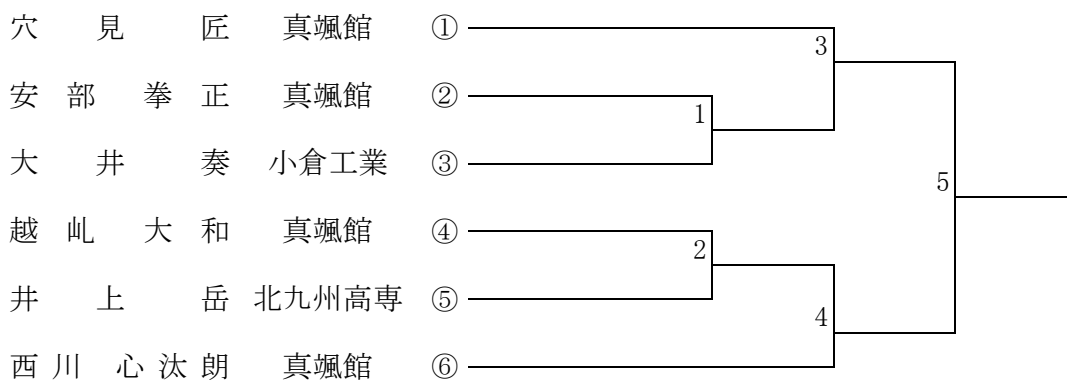 穴見匠 真颯館 ①
3
安部拳正 真颯館 ②
1
大井奏 小倉工業 ③
5
越乢大和 真颯館 ④
2
井上岳 北九州高専 ⑤
4
西川心汰朗 真颯館 ⑥